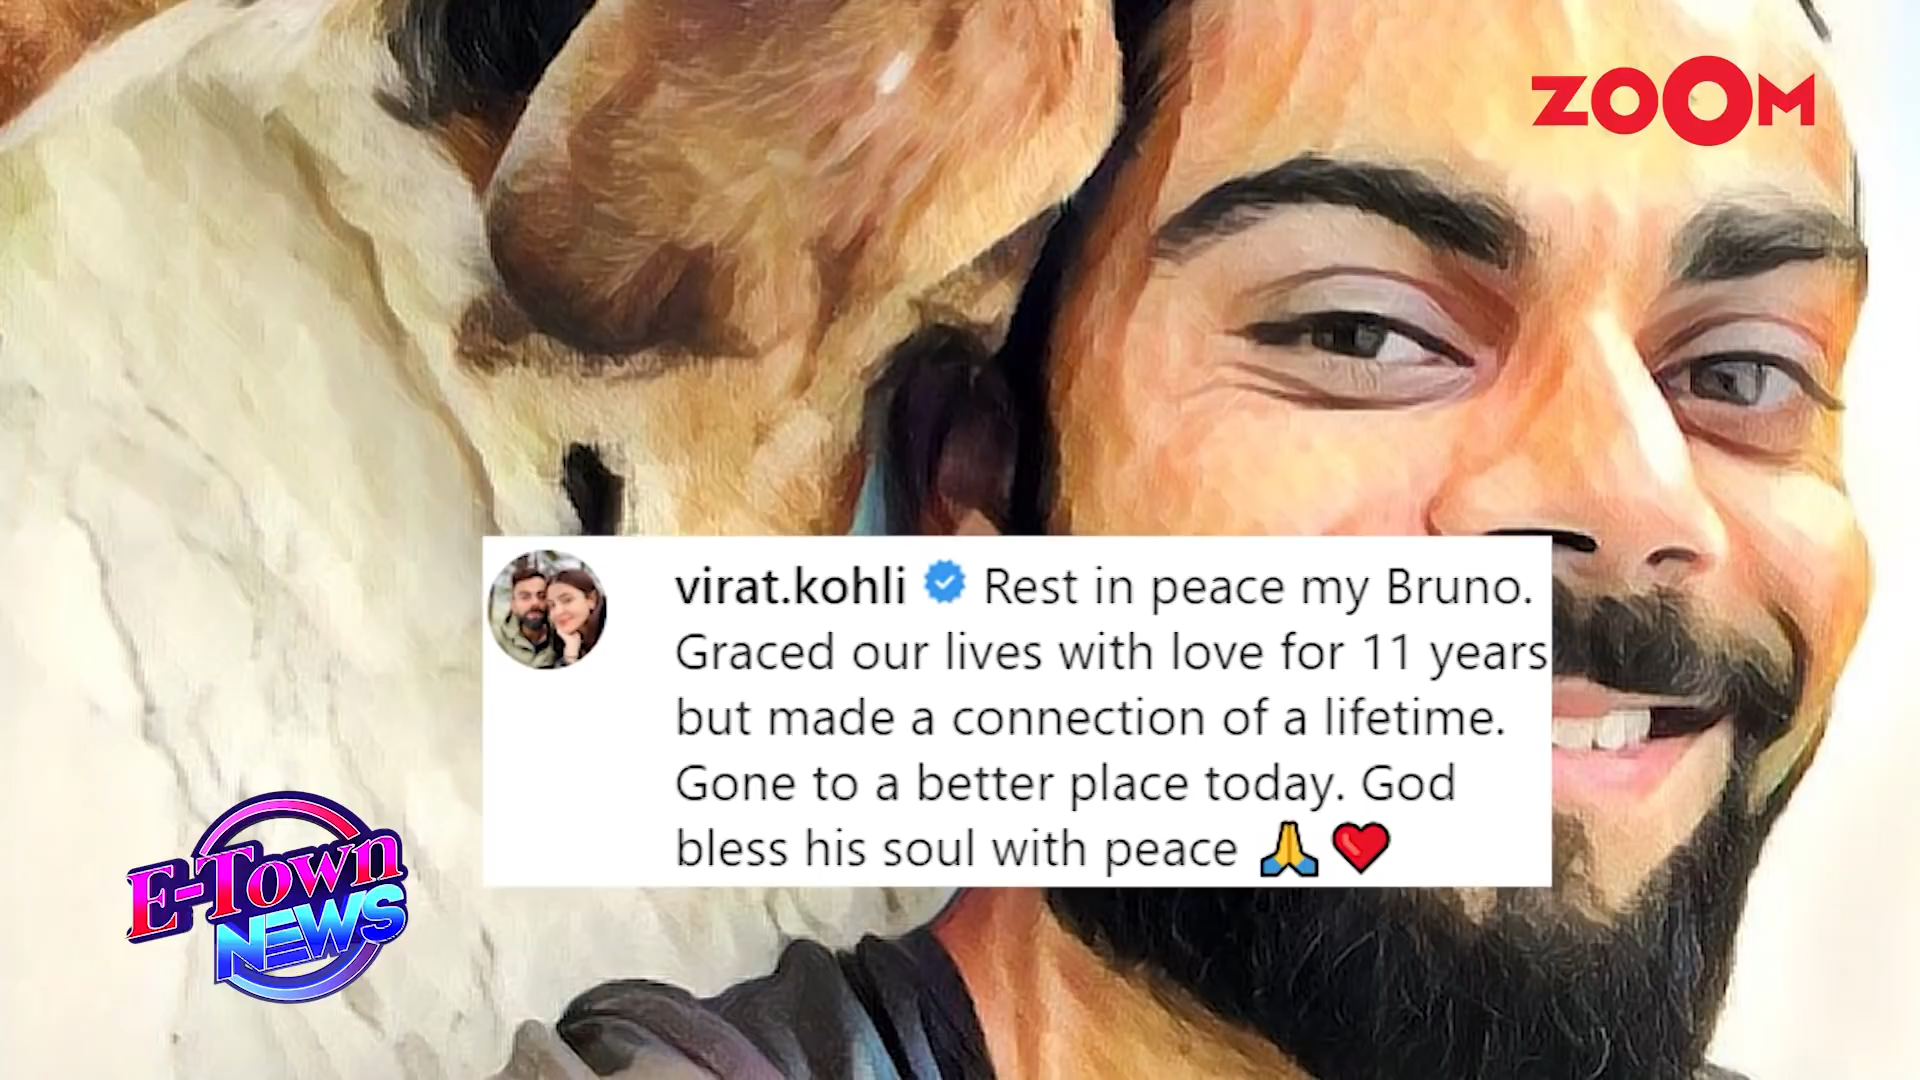 ZOOM
virat.kohli Rest in peace my Bruno.
Graced our lives with love for 11 years
but made a connection of a lifetime.
Gone to a better place today. God
bless his soul with peace 🙏 ❤️
E-Town
NEWS